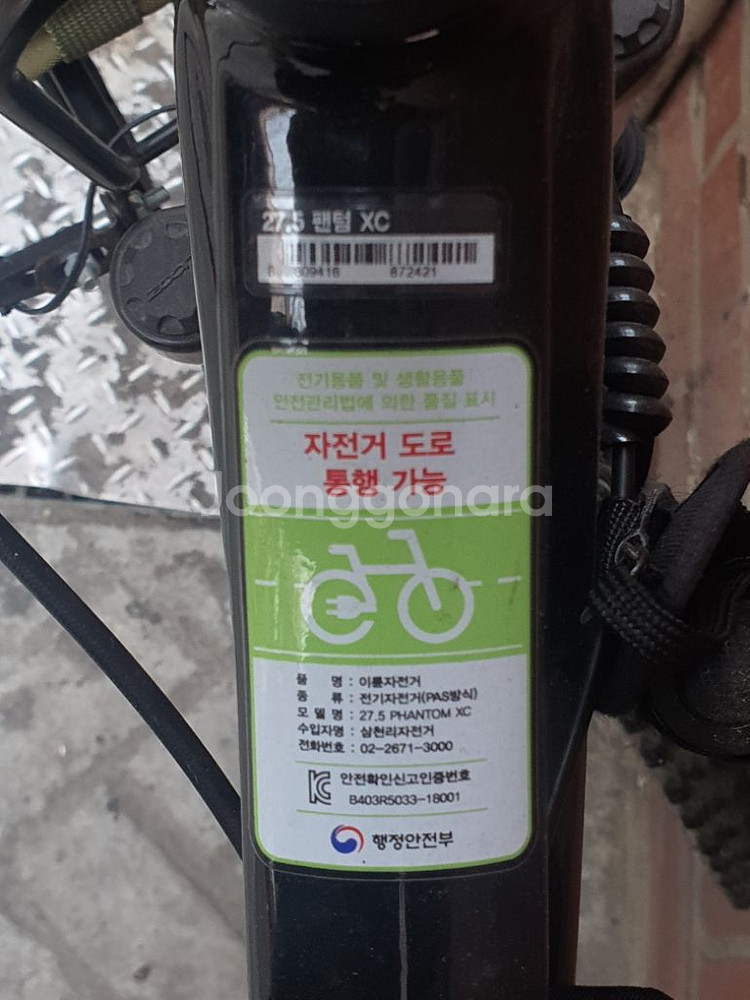 27.5 팬텀 XC
872421
전기용품 및 생활용품
안전관리법에 의한 품질 표시
자전거 도로
통행 가능
Joonggonara
품 명 : 이륜자전거
종 류 : 전기자전거(PAS방식)
모 델 명 : 27.5 PHANTOM XC
수입자명 : 삼천리자전거
전화번호 : 02-2671-3000
안전확인신고인증번호
B403R5033-18001
행정안전부